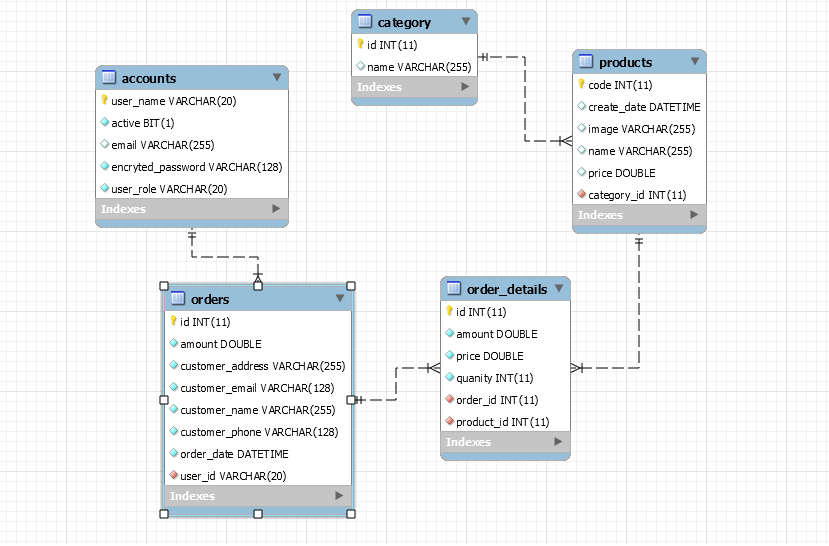 category
id INT(11)
name VARCHAR(255)
Indexes
accounts
user_name VARCHAR(20)
active BIT(1)
email VARCHAR(255)
encryted_password VARCHAR(128)
user_role VARCHAR(20)
Indexes
products
code INT(11)
create_date DATETIME
image VARCHAR(255)
name VARCHAR(255)
price DOUBLE
category_id INT(11)
Indexes
orders
id INT(11)
amount DOUBLE
customer_address VARCHAR(255)
customer_email VARCHAR(128)
customer_name VARCHAR(255)
customer_phone VARCHAR(128)
order_date DATETIME
user_id VARCHAR(20)
Indexes
order_details
id INT(11)
amount DOUBLE
price DOUBLE
quanity INT(11)
order_id INT(11)
product_id INT(11)
Indexes